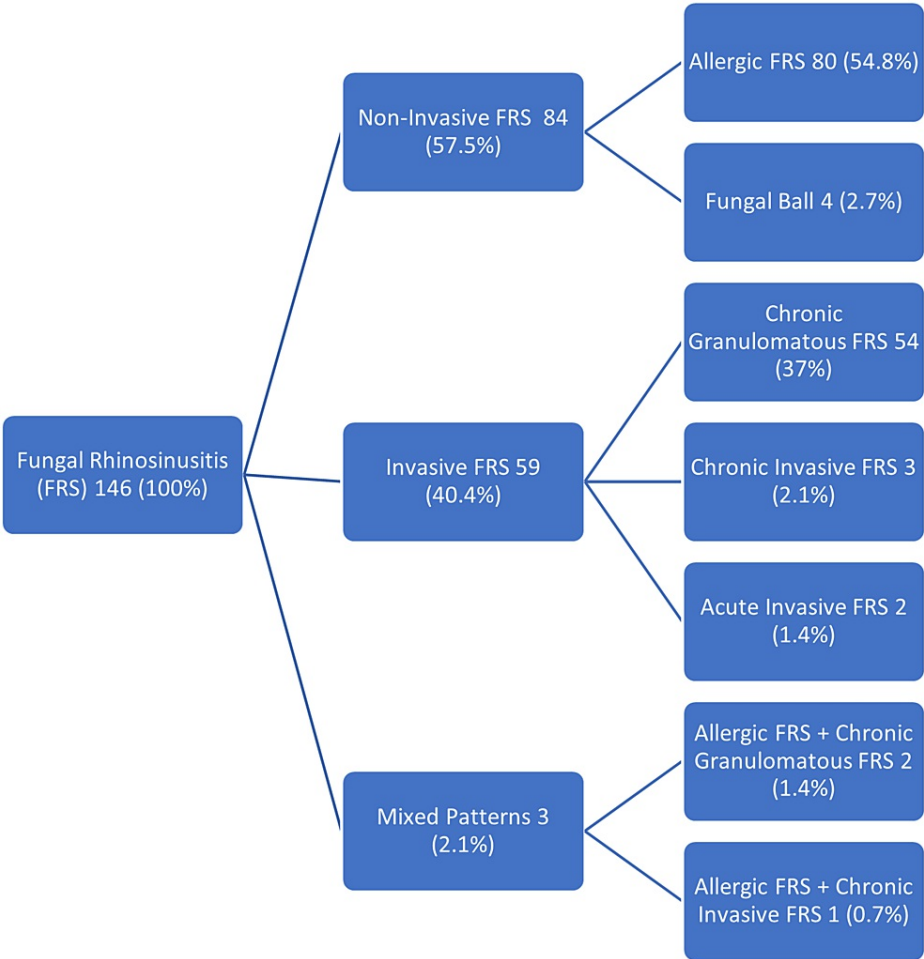 Fungal Rhinosinusitis
(FRS) 146 (100%)
Non-Invasive FRS  84
(57.5%)
Allergic FRS 80 (54.8%)
Fungal Ball 4 (2.7%)
Invasive FRS 59
(40.4%)
Chronic
Granulomatous FRS 54
(37%)
Chronic Invasive FRS 3
(2.1%)
Acute Invasive FRS 2
(1.4%)
Mixed Patterns 3
(2.1%)
Allergic FRS + Chronic
Granulomatous FRS 2
(1.4%)
Allergic FRS + Chronic
Invasive FRS 1 (0.7%)